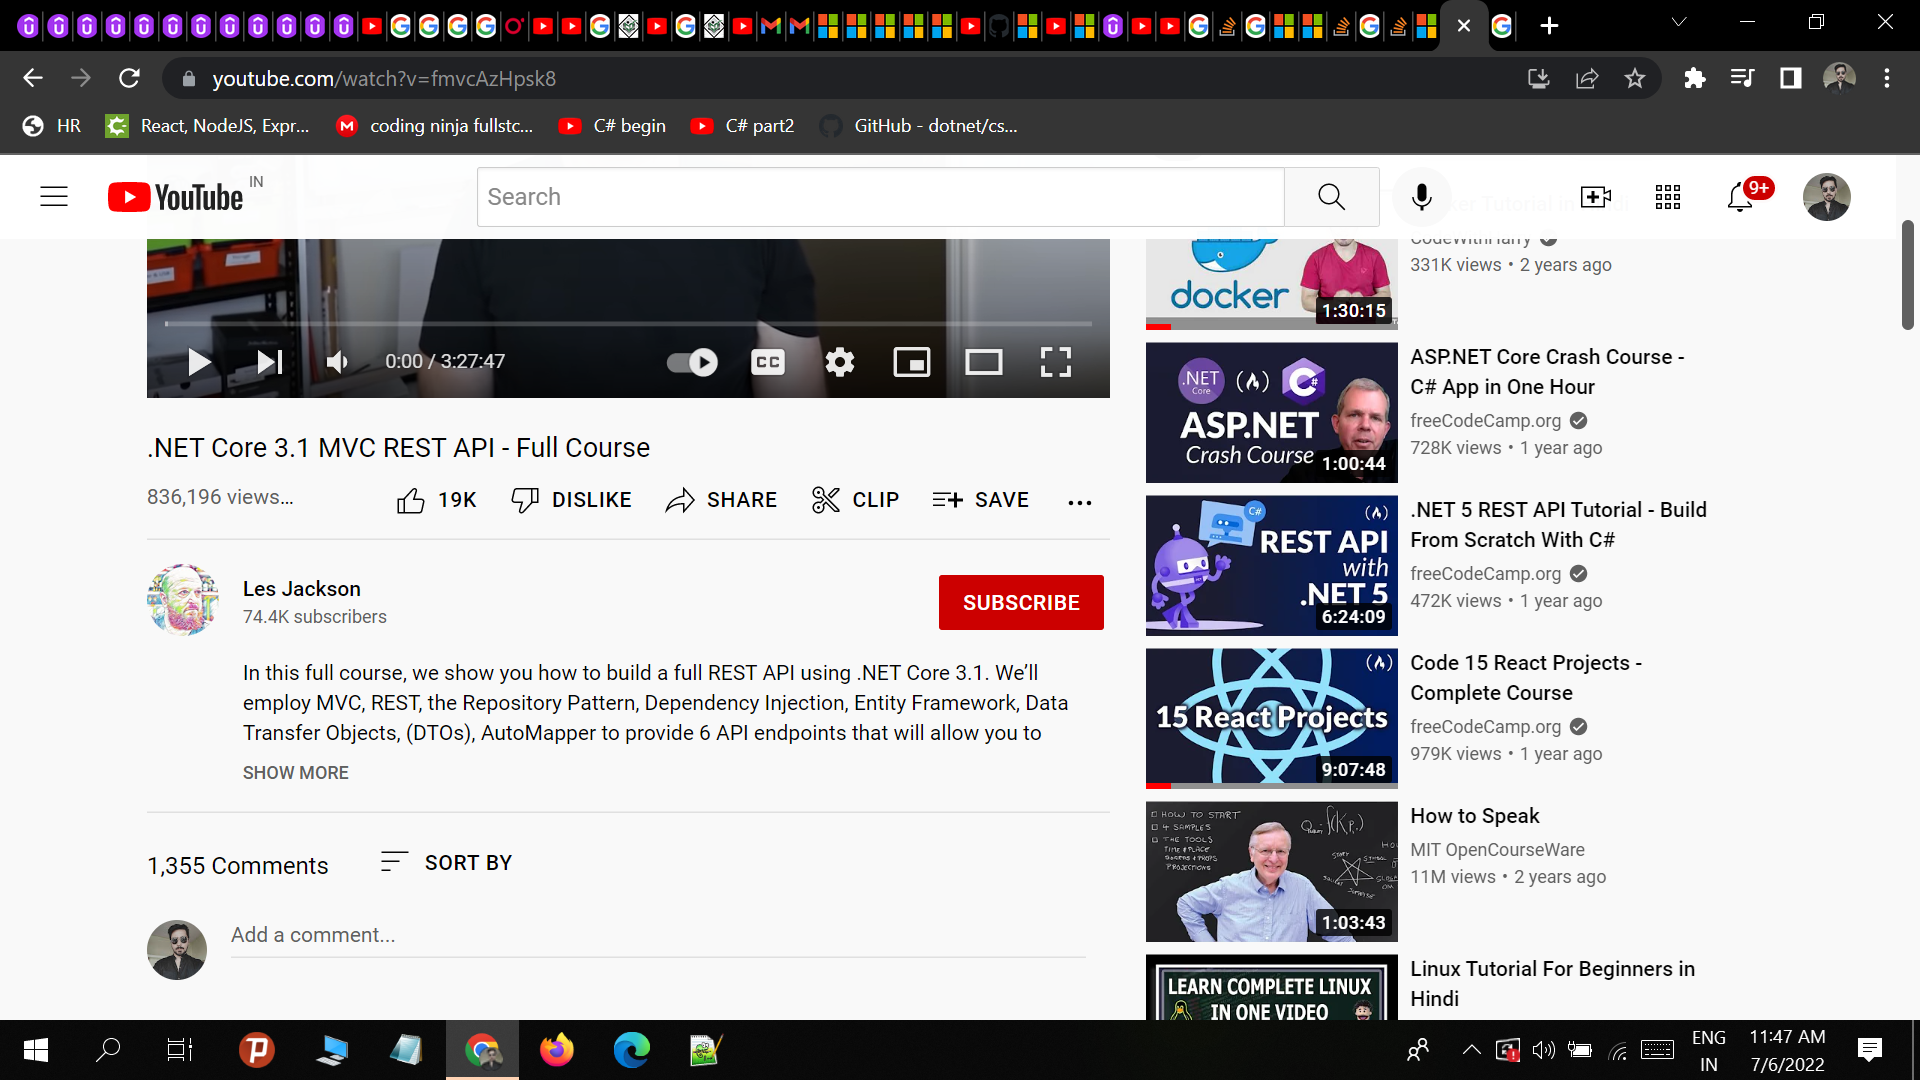 youtube.com/watch?v=fmvcAzHpsk8
HR
React, NodeJS, Expr...
coding ninja fullstc...
C# begin
C# part2
GitHub - dotnet/cs...
YouTube IN
Search
9+
CodeWithHarry
331K views • 2 years ago
docker
1:30:15
0:00 / 3:27:47
CC
.NET Core 3.1 MVC REST API - Full Course
836,196 views...
19K
DISLIKE
SHARE
CLIP
SAVE
Les Jackson
74.4K subscribers
SUBSCRIBE
In this full course, we show you how to build a full REST API using .NET Core 3.1. We’ll
employ MVC, REST, the Repository Pattern, Dependency Injection, Entity Framework, Data
Transfer Objects, (DTOs), AutoMapper to provide 6 API endpoints that will allow you to
SHOW MORE
1,355 Comments
SORT BY
Add a comment...
.NET
Core
C#
ASP.NET
Crash Course
1:00:44
ASP.NET Core Crash Course -
C# App in One Hour
freeCodeCamp.org
728K views • 1 year ago
C#
REST API
with
.NET 5
6:24:09
.NET 5 REST API Tutorial - Build
From Scratch With C#
freeCodeCamp.org
472K views • 1 year ago
15 React Projects
9:07:48
Code 15 React Projects -
Complete Course
freeCodeCamp.org
979K views • 1 year ago
HOW TO START
4 SAMPLES
THE TOOLS
TIME & PLACE
PROJECTIONS
1:03:43
How to Speak
MIT OpenCourseWare
11M views • 2 years ago
LEARN COMPLETE LINUX
IN ONE VIDEO
Linux Tutorial For Beginners in
Hindi
ENG
IN
11:47 AM
7/6/2022